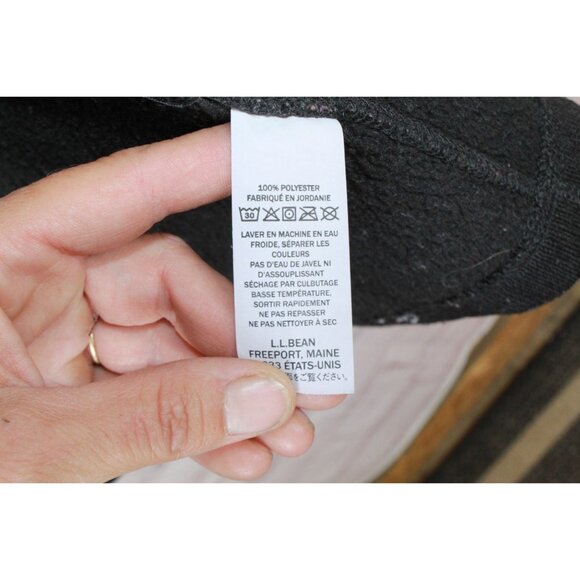 100% POLYESTER
FABRIQUÉ EN JORDANIE
30
LAVER EN MACHINE EN EAU
FROIDE, SÉPARER LES
COULEURS
PAS D'EAU DE JAVEL NI
D'ASSOUPLISSANT
SÉCHAGE PAR CULBUTAGE
BASSE TEMPÉRATURE,
SORTIR RAPIDEMENT
NE PAS REPASSER
NE PAS NETTOYER À SEC
L.L.BEAN
FREEPORT, MAINE
033 ÉTATS-UNIS
をご覧ください。